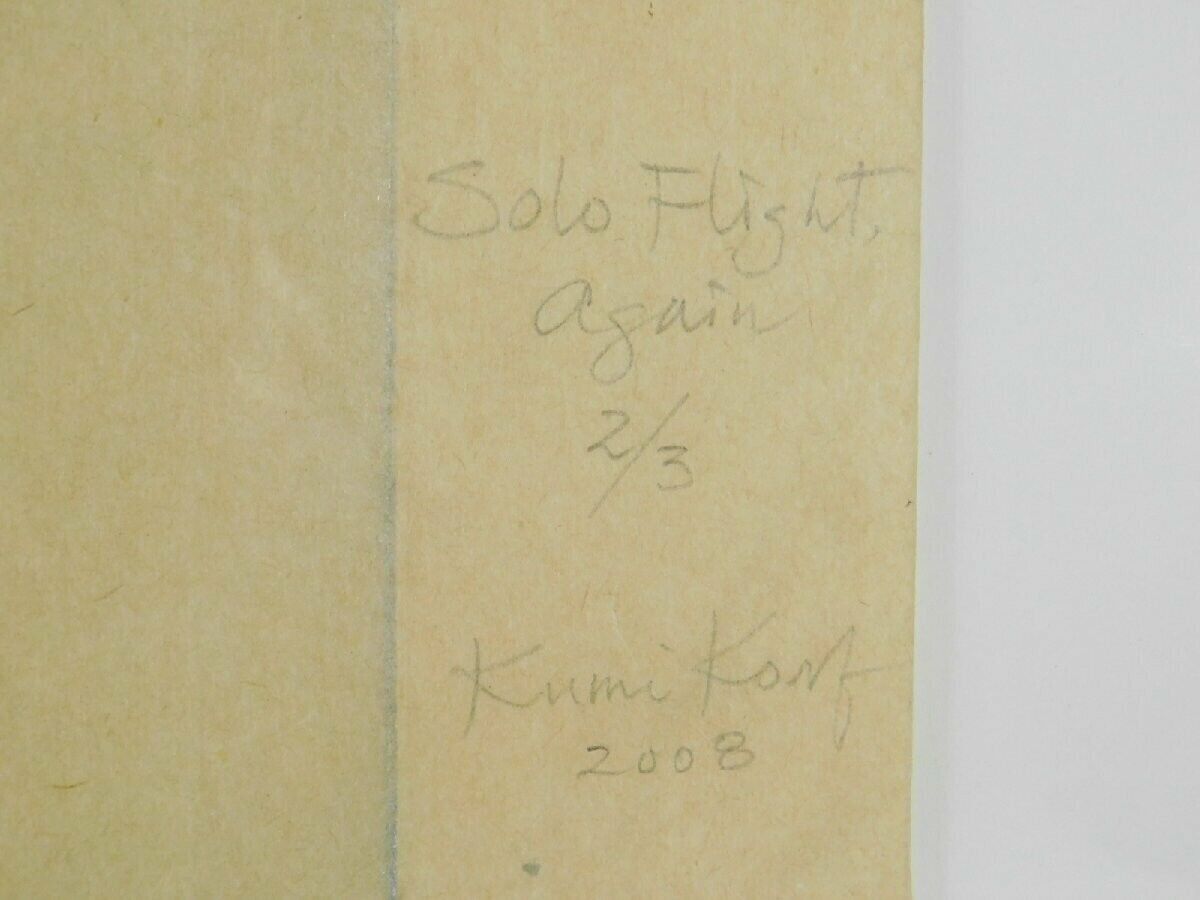 Solo Flight,
Again
2/3
Kumi Korf
2008